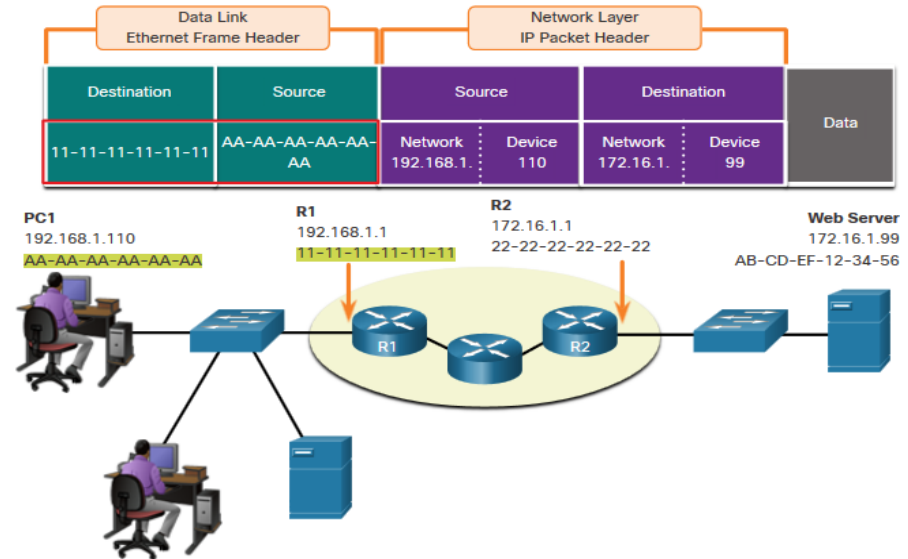 Data Link
Ethernet Frame Header
Network Layer
IP Packet Header
Destination
Source
Source
Destination
Data
11-11-11-11-11-11
AA-AA-AA-AA-AA-
AA
Network
192.168.1.
Device
110
Network
172.16.1.
Device
99
PC1
192.168.1.110
AA-AA-AA-AA-AA-AA
R1
192.168.1.1
11-11-11-11-11-11
R2
172.16.1.1
22-22-22-22-22-22
Web Server
172.16.1.99
AB-CD-EF-12-34-56
R1
R2